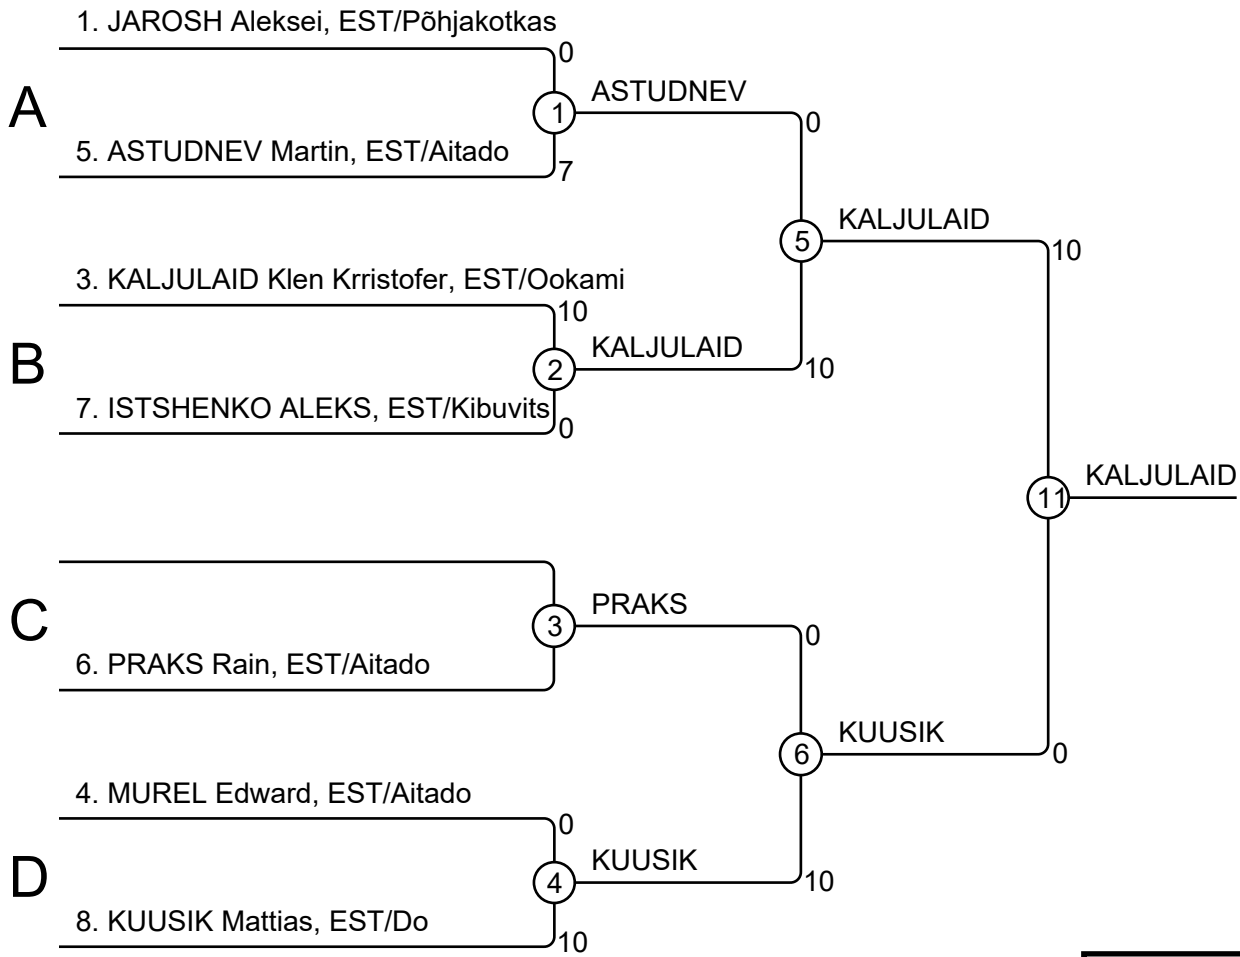 1. JAROSH Aleksei, EST/Põhjakotkas
0
A
1
ASTUDNEV
0
5. ASTUDNEV Martin, EST/Aitado
7
5
KALJULAID
10
3. KALJULAID Klen Krristofer, EST/Ookami
10
B
2
KALJULAID
10
7. ISTSHENKO ALEKS, EST/Kibuvits
0
11
KALJULAID
C
3
PRAKS
0
6. PRAKS Rain, EST/Aitado
6
KUUSIK
0
4. MUREL Edward, EST/Aitado
0
D
4
KUUSIK
10
8. KUUSIK Mattias, EST/Do
10